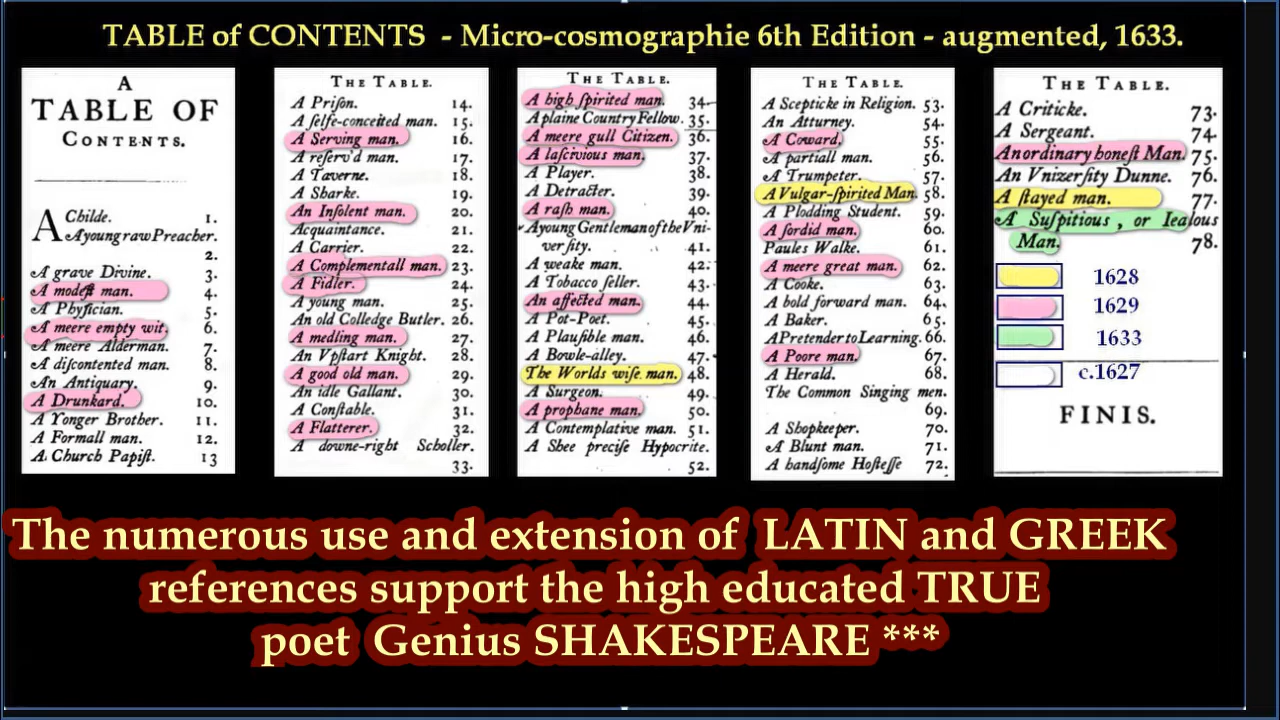 TABLE of CONTENTS - Micro-cosmographie 6th Edition - augmented, 1633.
A
TABLE OF
CONTENTS.
A Childe. 1.
A young raw Preacher.
2.
A grave Divine. 3.
A modeſt man. 4.
A Phyſician. 5.
A meere empty wit. 6.
A meere Alderman. 7.
A diſcontented man. 8.
An Antiquary. 9.
A Drunkard. 10.
A Yonger Brother. 11.
A Formall man. 12.
A Church Papiſt. 13
THE TABLE.
A Priſon. 14.
A ſelfe-conceited man. 15.
A Serving man. 16.
A reſerv'd man. 17.
A Taverne. 18.
A Sharke. 19.
An Inſolent man. 20.
Acquaintance. 21.
A Carrier. 22.
A Complementall man. 23.
A Fidler. 24.
A young man. 25.
An old Colledge Butler. 26.
A medling man. 27.
An Vpſtart Knight. 28.
A good old man. 29.
An idle Gallant. 30.
A Conſtable. 31.
A Flatterer. 32.
A downe-right Scholler.
33.
THE TABLE.
A high ſpirited man. 34.
A plaine Country Fellow. 35.
A meere gull Citizen. 36.
A laſcivious man. 37.
A Player. 38.
A Detracter. 39.
A raſh man. 40.
A young Gentleman of the Vni-
verſity. 41.
A weake man. 42.
A Tobacco ſeller. 43.
An affected man. 44.
A Pot-Poet. 45.
A Plauſible man. 46.
A Bowle-alley. 47.
The Worlds wiſe man. 48.
A Surgeon. 49.
A prophane man. 50.
A Contemplative man. 51.
A Shee preciſe Hypocrite.
52.
THE TABLE.
A Scepticke in Religion. 53.
An Atturney. 54.
A Coward. 55.
A partiall man. 56.
A Trumpeter. 57.
A Vulgar-ſpirited Man. 58.
A Plodding Student. 59.
A ſordid man. 60.
Paules Walke. 61.
A meere great man. 62.
A Cooke. 63.
A bold forward man. 64.
A Baker. 65.
A Pretender to Learning. 66.
A Poore man. 67.
A Herald. 68.
The Common Singing men.
69.
A Shopkeeper. 70.
A Blunt man. 71.
A handſome Hoſteſſe 72.
THE TABLE.
A Criticke. 73.
A Sergeant. 74.
An ordinary honeſt Man. 75.
An Vnizerſity Dunne. 76.
A ſtayed man. 77.
A Suſpitious, or Iealous
Man. 78.
1628
1629
1633
c.1627
FINIS.
The numerous use and extension of LATIN and GREEK
references support the high educated TRUE
poet Genius SHAKESPEARE ***